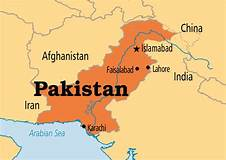 China
Afghanistan
Islamabad
Faisalabad
Lahore
Pakistan
India
Iran
Karachi
Arabian Sea